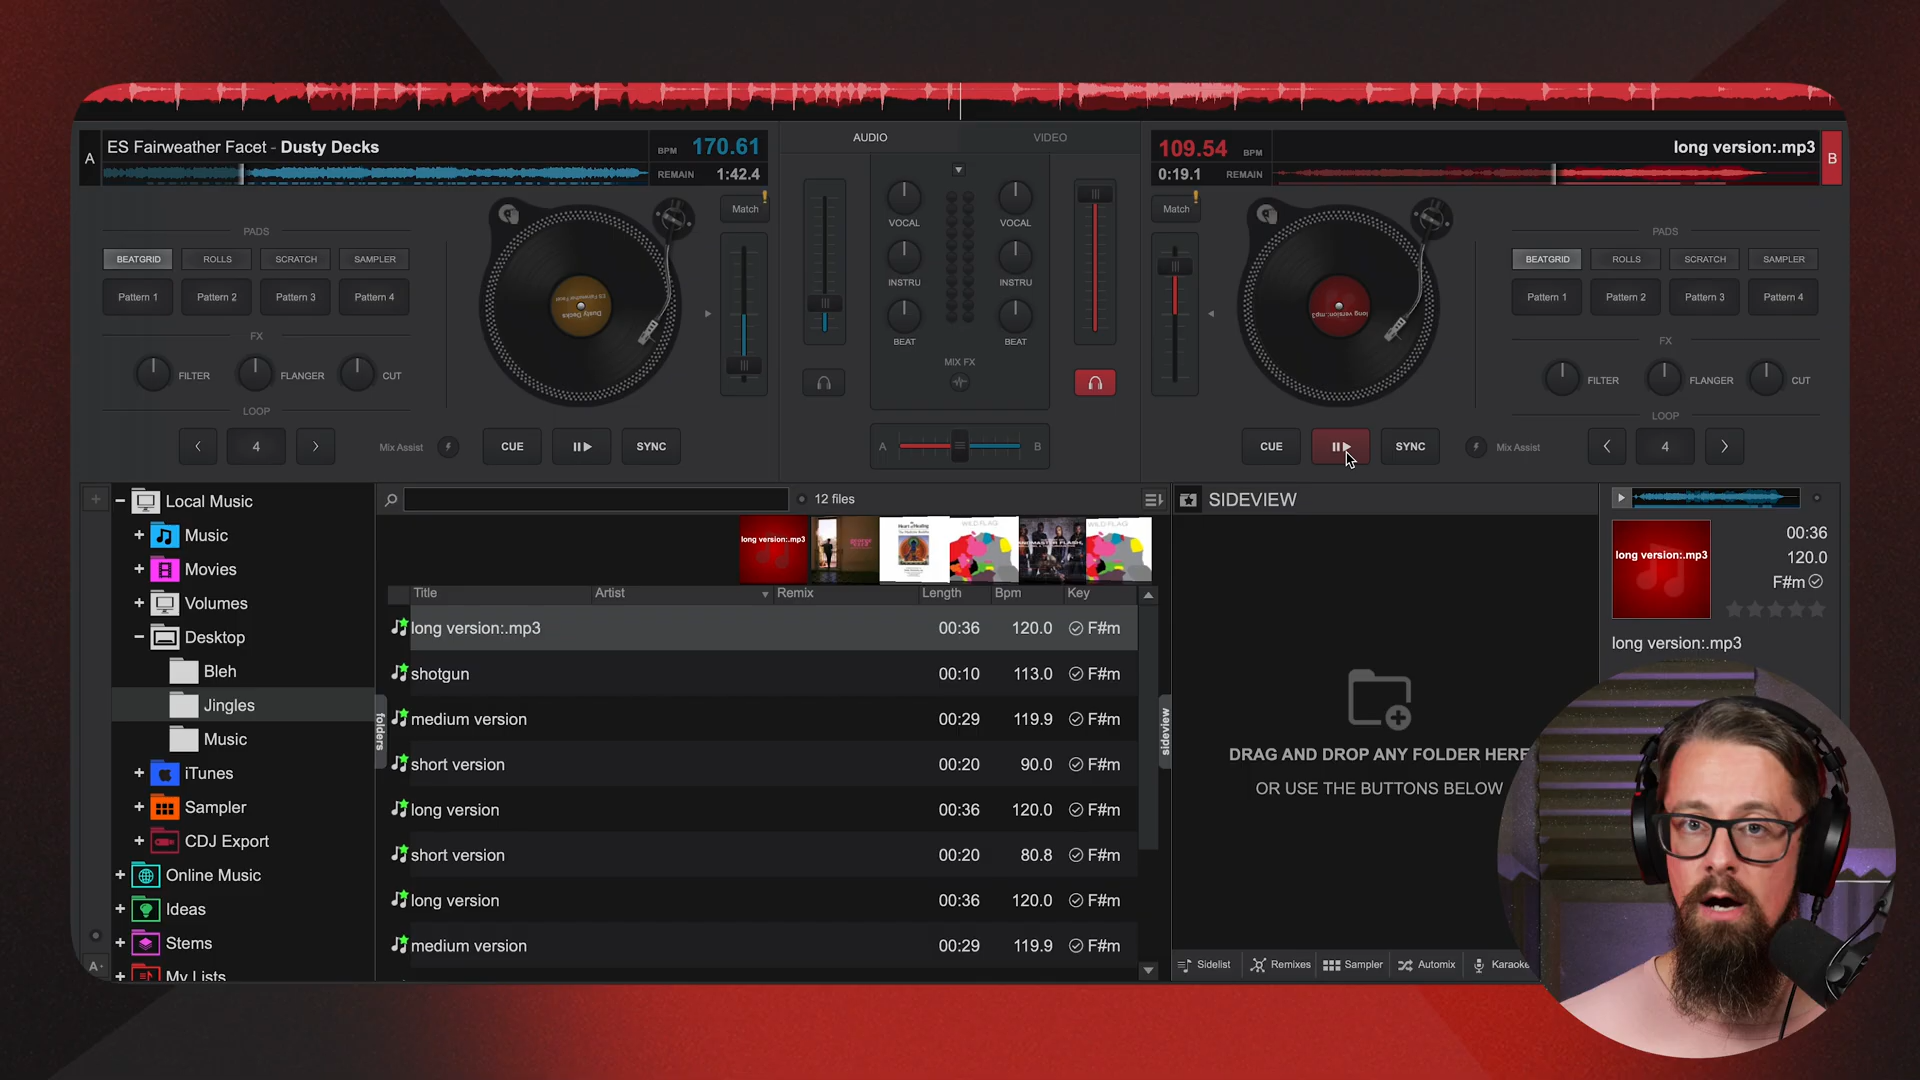 A
ES Fairweather Facet - Dusty Decks
BPM 170.61
REMAIN 1:42.4
AUDIO
VIDEO
109.54 BPM
0:19.1 REMAIN
long version:.mp3
B
Match
PADS
BEATGRID ROLLS SCRATCH SAMPLER
Pattern 1 Pattern 2 Pattern 3 Pattern 4
FX
FILTER FLANGER CUT
LOOP
< 4 >
Mix Assist
CUE
SYNC
VOCAL VOCAL
INSTRU INSTRU
BEAT BEAT
MIX FX
A B
Match
PADS
BEATGRID ROLLS SCRATCH SAMPLER
Pattern 1 Pattern 2 Pattern 3 Pattern 4
FX
FILTER FLANGER CUT
LOOP
CUE
SYNC
Mix Assist
< 4 >
Local Music
Music
Movies
Volumes
Desktop
Bleh
Jingles
Music
iTunes
Sampler
CDJ Export
Online Music
Ideas
Stems
My Lists
A
folders
12 files
long version:.mp3
WILD FLAG
WILD FLAG
Title Artist Remix Length Bpm Key
long version:.mp3 00:36 120.0 F#m
shotgun 00:10 113.0 F#m
medium version 00:29 119.9 F#m
short version 00:20 90.0 F#m
long version 00:36 120.0 F#m
short version 00:20 80.8 F#m
long version 00:36 120.0 F#m
medium version 00:29 119.9 F#m
sideview
SIDEVIEW
DRAG AND DROP ANY FOLDER HERE
OR USE THE BUTTONS BELOW
Sidelist Remixes Sampler Automix Karaoke
long version:.mp3
00:36
120.0
F#m
long version:.mp3